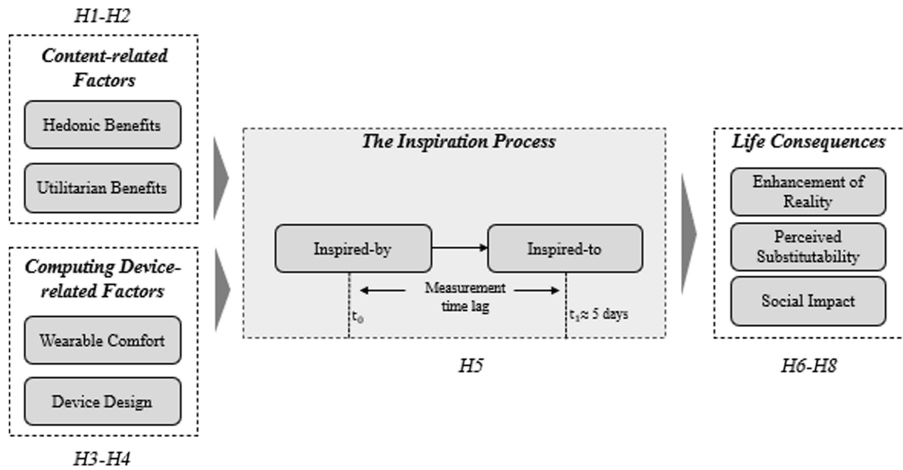 H1-H2
Content-related
Factors
Hedonic Benefits
Utilitarian Benefits
Computing Device-
related Factors
Wearable Comfort
Device Design
H3-H4
The Inspiration Process
Inspired-by
Inspired-to
Measurement
time lag
t₀
t₁≈ 5 days
H5
Life Consequences
Enhancement of
Reality
Perceived
Substitutability
Social Impact
H6-H8